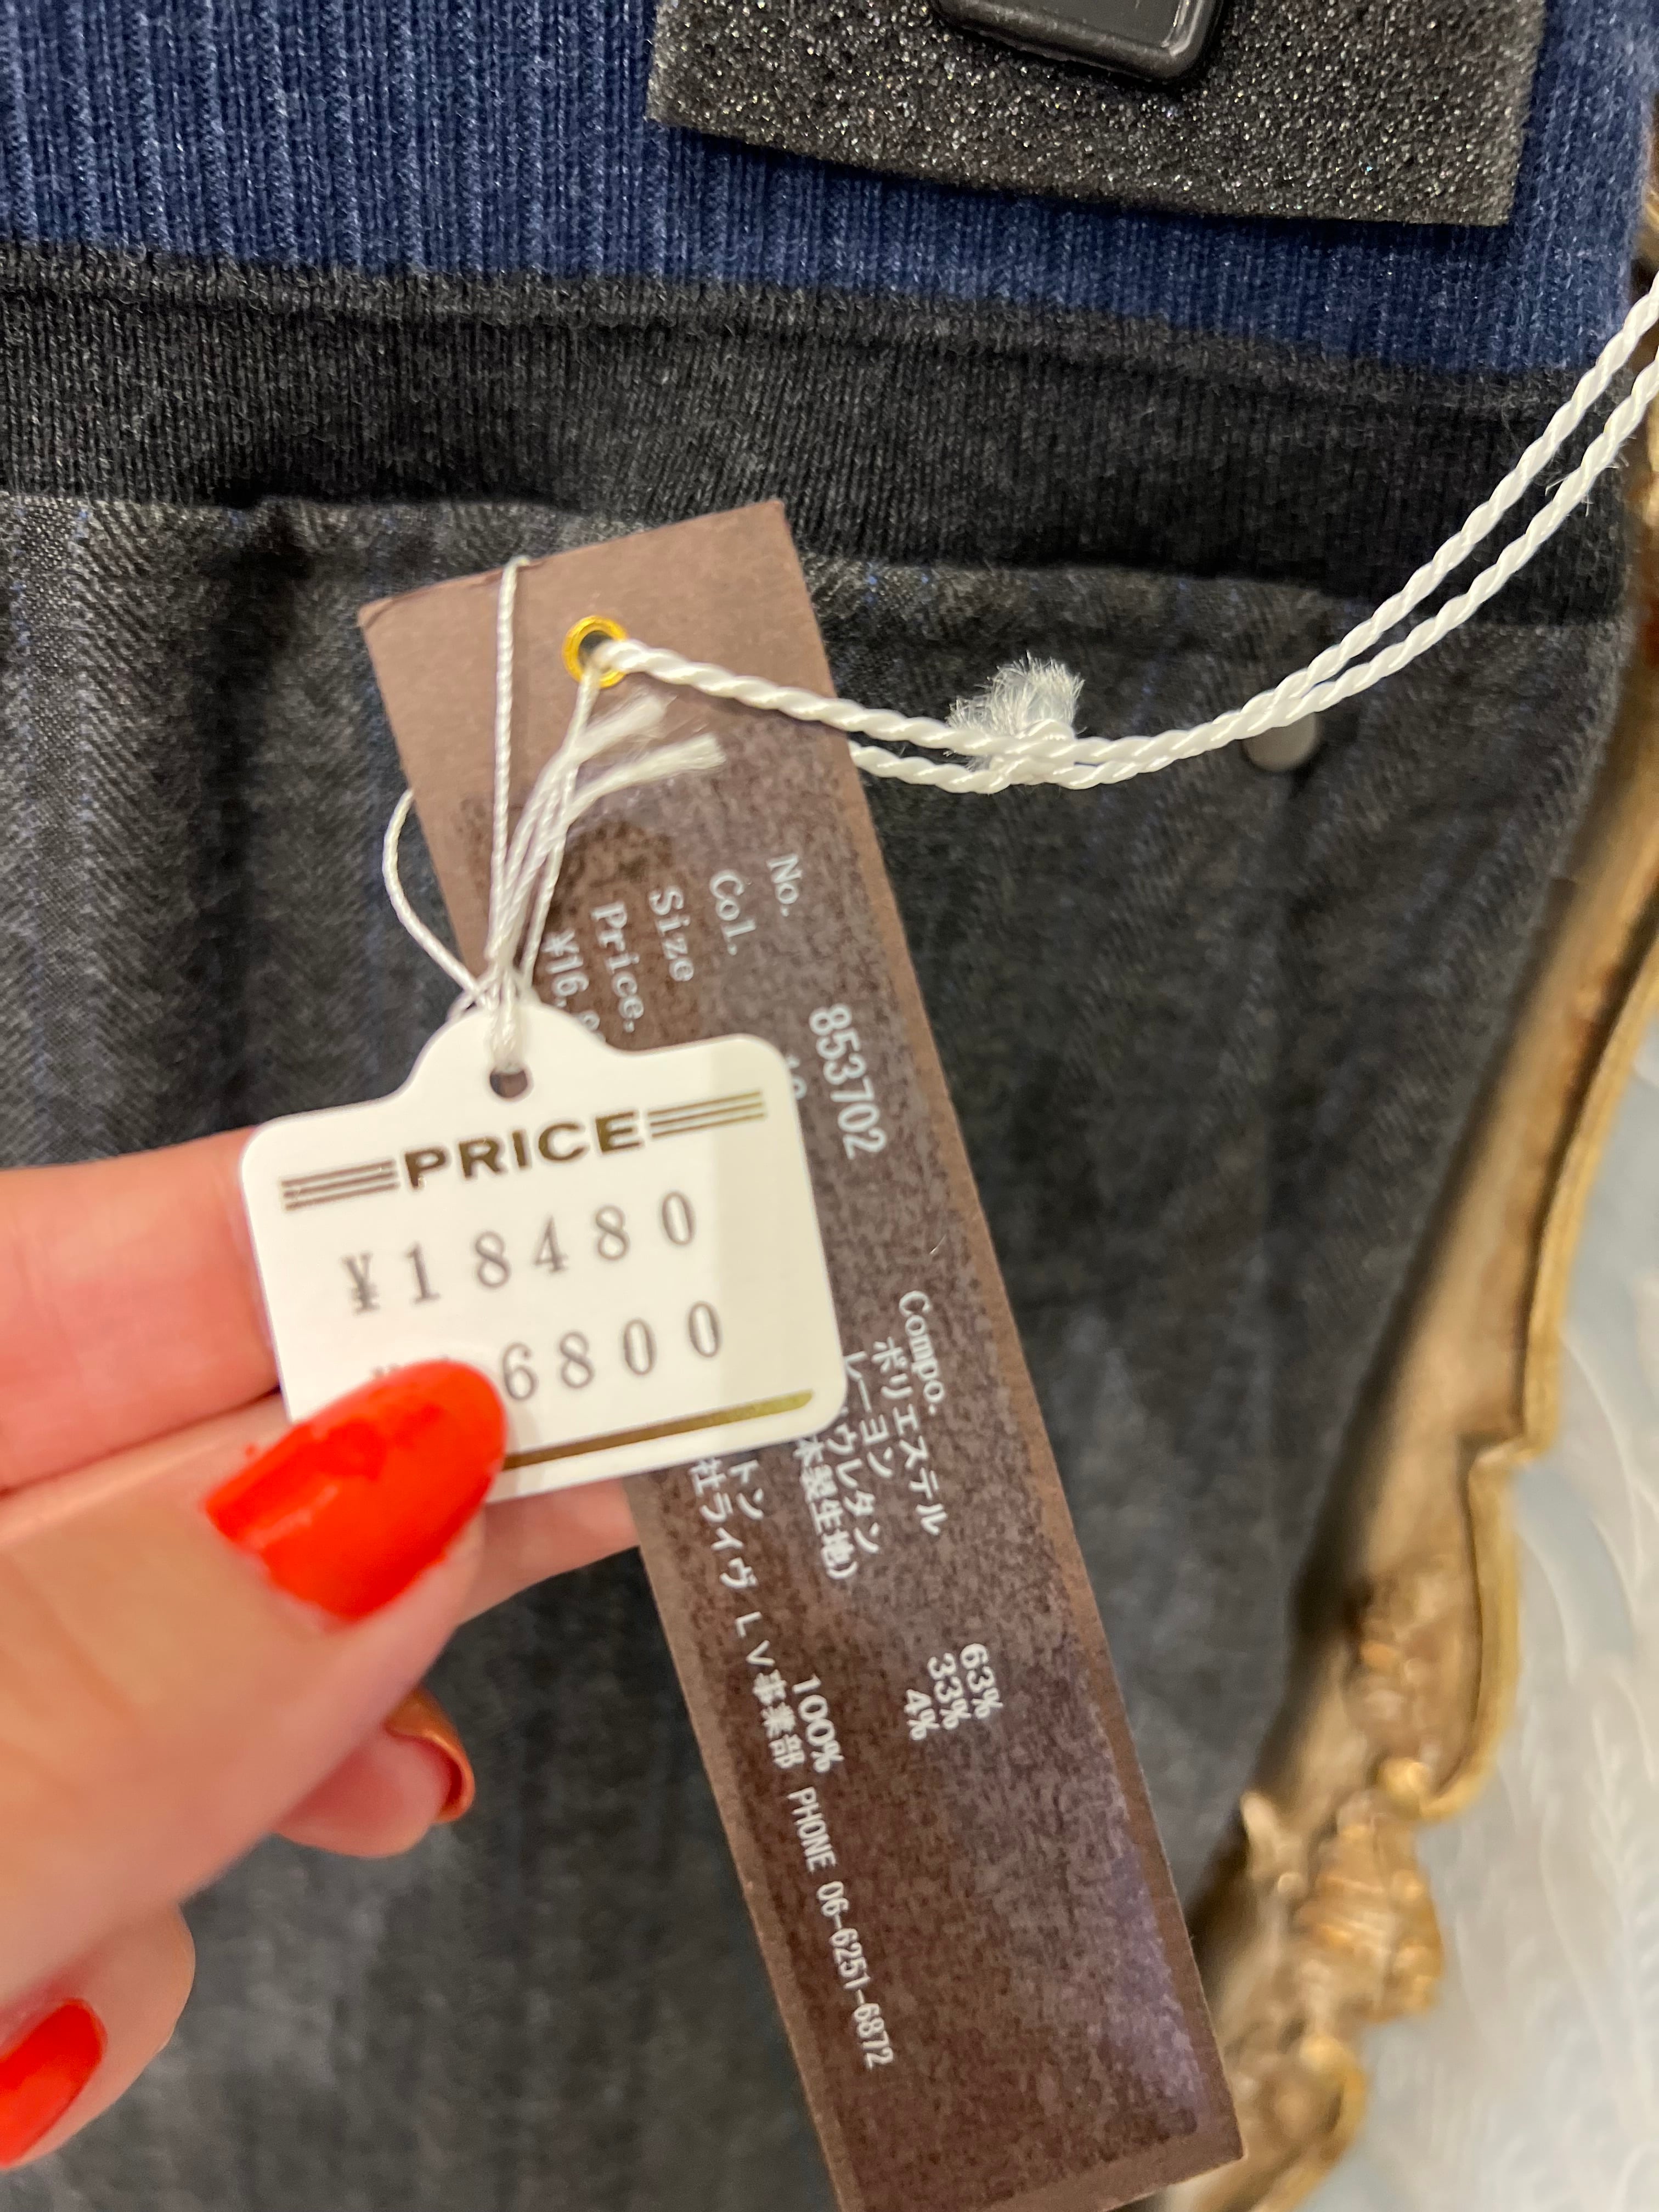 PRICE
¥18480
6800
No. 853702
Col.
Size
Price.
¥16,8
Compo.
ポリエステル 63%
レーヨン 33%
ウレタン 4%
本製生地)
トン 100%
社ライヴ LV事業部 PHONE 06-6251-6872